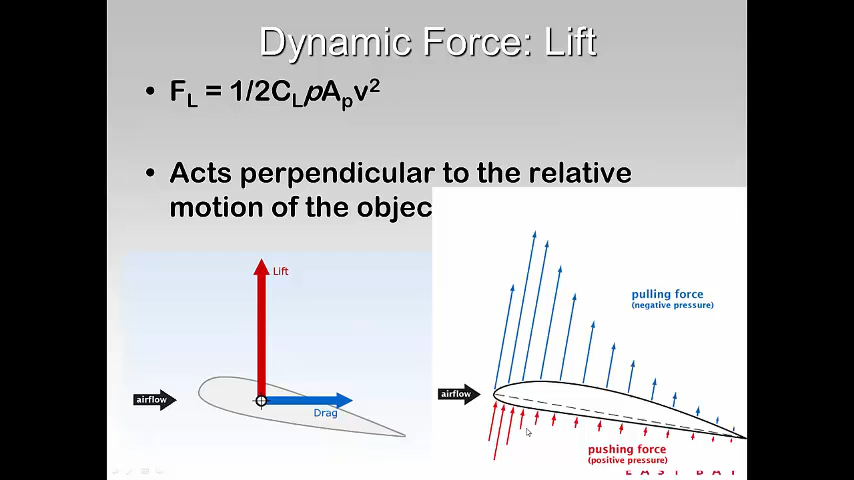 Dynamic Force: Lift
• F_L = 1/2C_LpA_pv²
• Acts perpendicular to the relative
motion of the objec
Lift
airflow
Drag
pulling force
(negative pressure)
airflow
pushing force
(positive pressure)